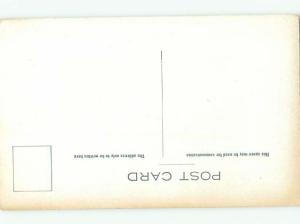 POST CARD
This space may be used for communication
The address only to be written here